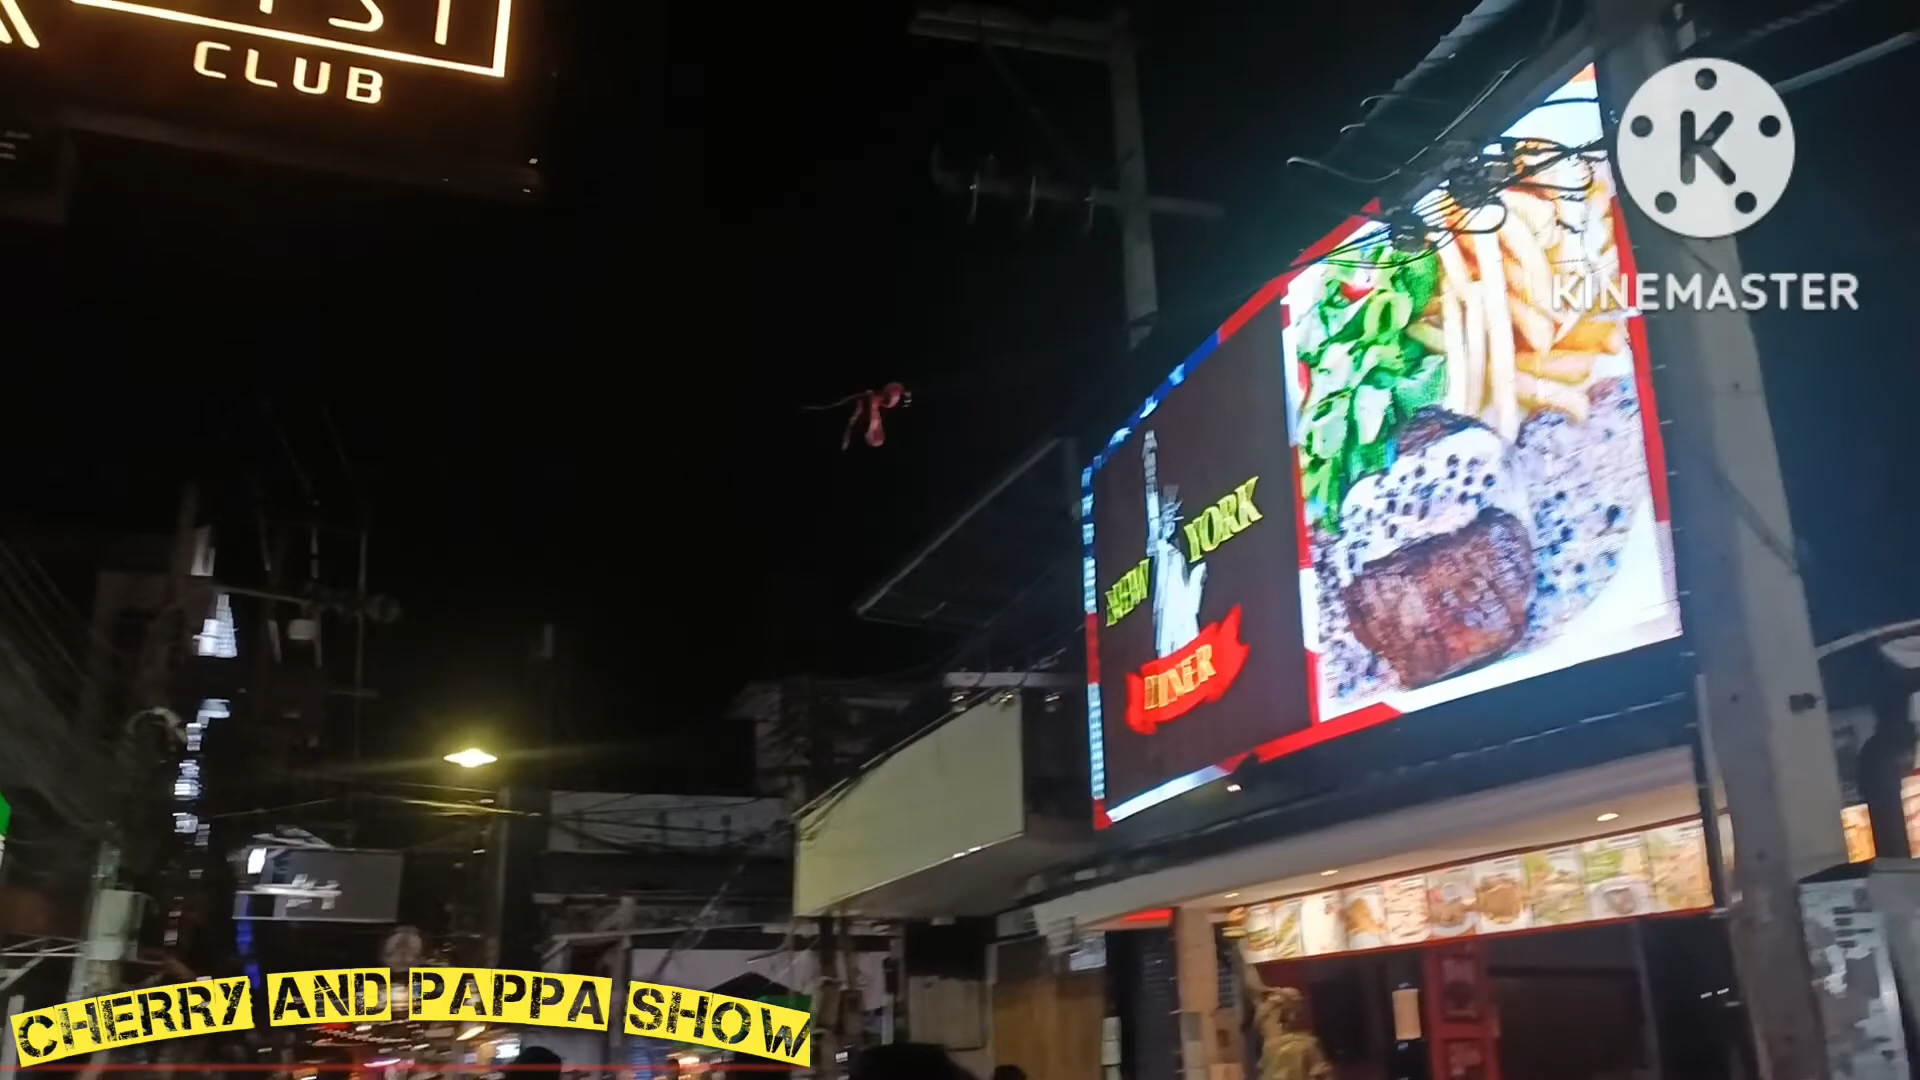 CLUB
K
KINEMASTER
NEW YORK
DINER
CHERRY AND PAPPA SHOW